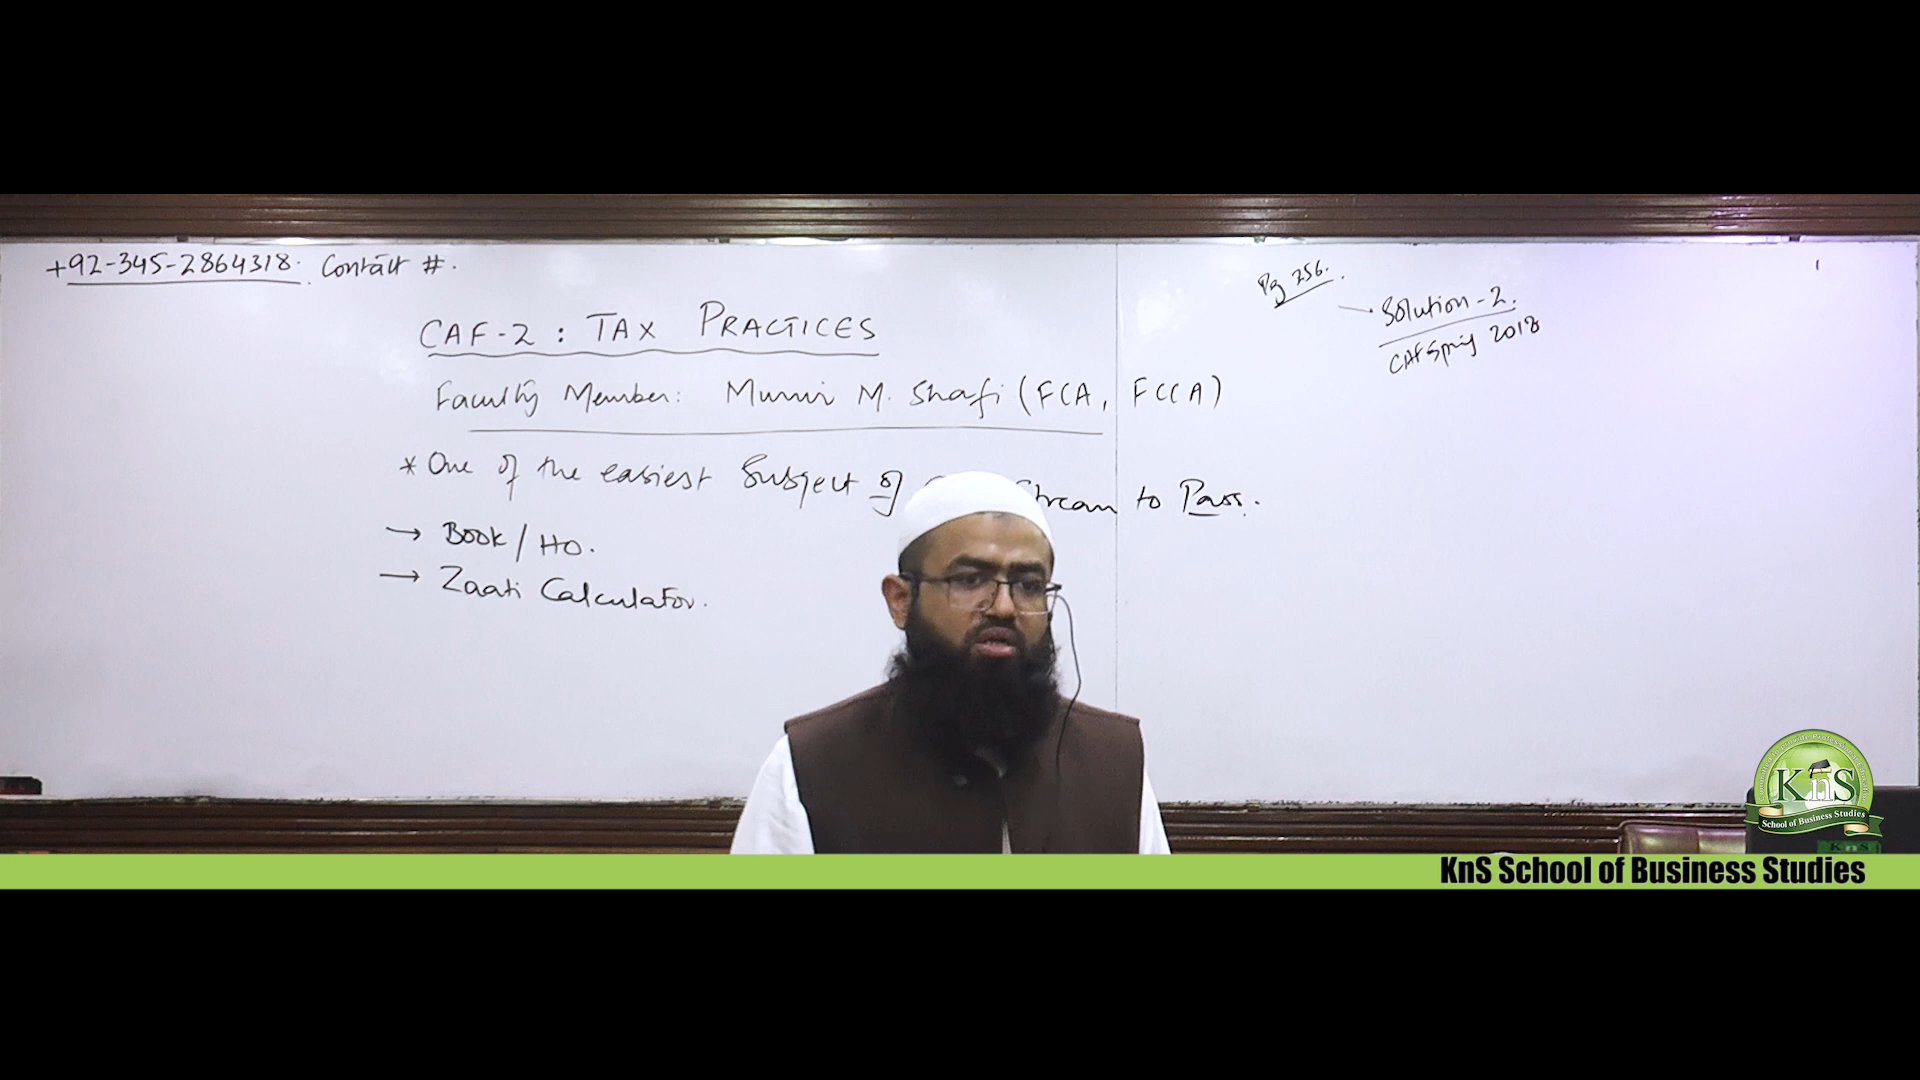 +92-345-2864318. Contact #.
CAF-2 : TAX PRACTICES
Faculty Member: Munir M. Shafi (FCA, FCCA)
* One of the easiest Subject of Stream to Pass.
→ Book / HO.
→ Zaati Calculator.
Pg 256.
→ Solution - 2.
CAF Spring 2018
KnS
School of Business Studies
KnS School of Business Studies